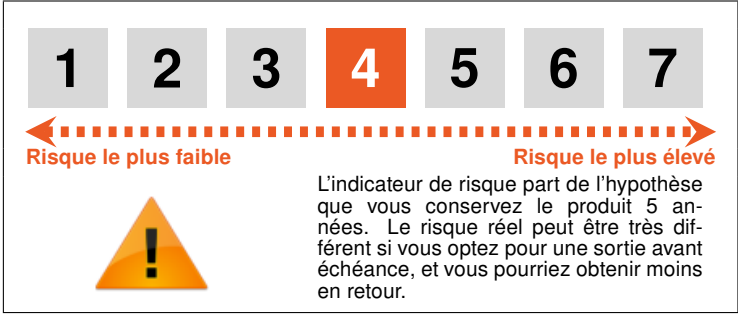 1 2 3 4 5 6 7
Risque le plus faible Risque le plus élevé
L'indicateur de risque part de l'hypothèse
que vous conservez le produit 5 an-
nées. Le risque réel peut être très dif-
férent si vous optez pour une sortie avant
échéance, et vous pourriez obtenir moins
en retour.